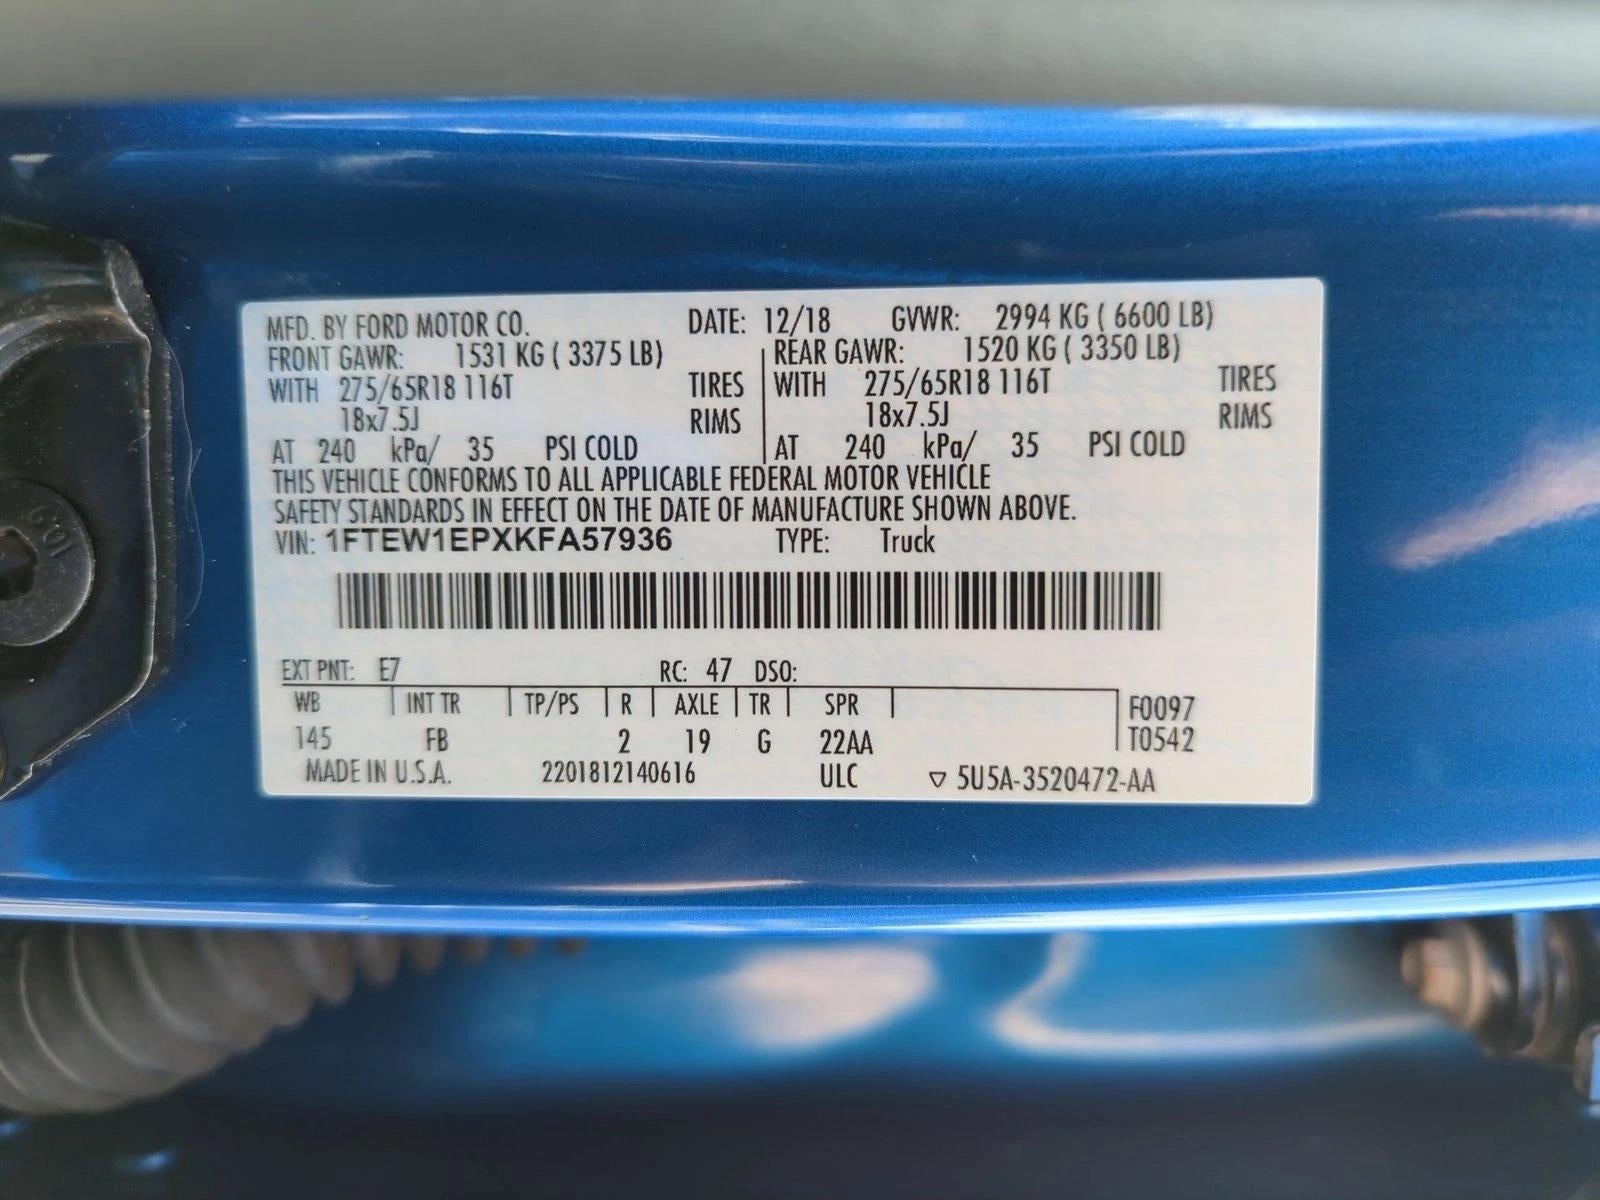 MFD. BY FORD MOTOR CO. DATE: 12/18 GVWR: 2994 KG ( 6600 LB)
FRONT GAWR: 1531 KG ( 3375 LB) REAR GAWR: 1520 KG ( 3350 LB)
WITH 275/65R18 116T TIRES WITH 275/65R18 116T TIRES
18x7.5J RIMS 18x7.5J RIMS
AT 240 kPa/ 35 PSI COLD AT 240 kPa/ 35 PSI COLD
THIS VEHICLE CONFORMS TO ALL APPLICABLE FEDERAL MOTOR VEHICLE
SAFETY STANDARDS IN EFFECT ON THE DATE OF MANUFACTURE SHOWN ABOVE.
VIN: 1FTEW1EPXKFA57936 TYPE: Truck
EXT PNT: E7 RC: 47 DSO:
WB INT TR TP/PS R AXLE TR SPR F0097
145 FB 2 19 G 22AA T0542
MADE IN U.S.A. 2201812140616 ULC ▽ 5U5A-3520472-AA